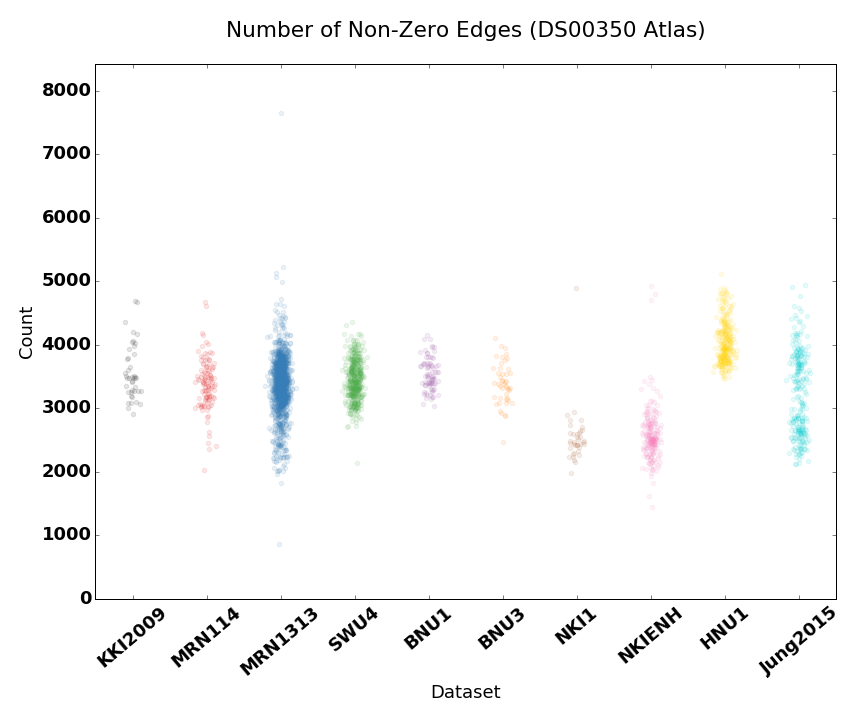 Number of Non-Zero Edges (DS00350 Atlas)
8000
7000
6000
5000
4000
3000
2000
1000
0
Count
KKI2009
MRN114
MRN1313
SWU4
BNU1
BNU3
NKI1
NKIENH
HNU1
Jung2015
Dataset